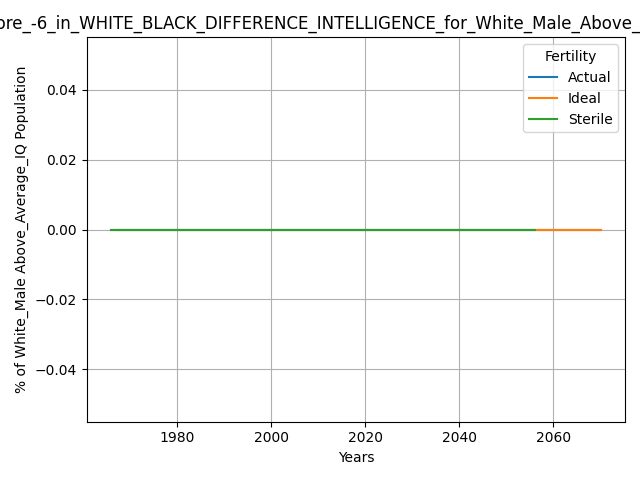 ore_-6_in_WHITE_BLACK_DIFFERENCE_INTELLIGENCE_for_White_Male_Above_
Fertility
Actual
Ideal
Sterile
% of White_Male Above_Average_IQ Population
0.04
0.02
0.00
−0.02
−0.04
1980 2000 2020 2040 2060
Years